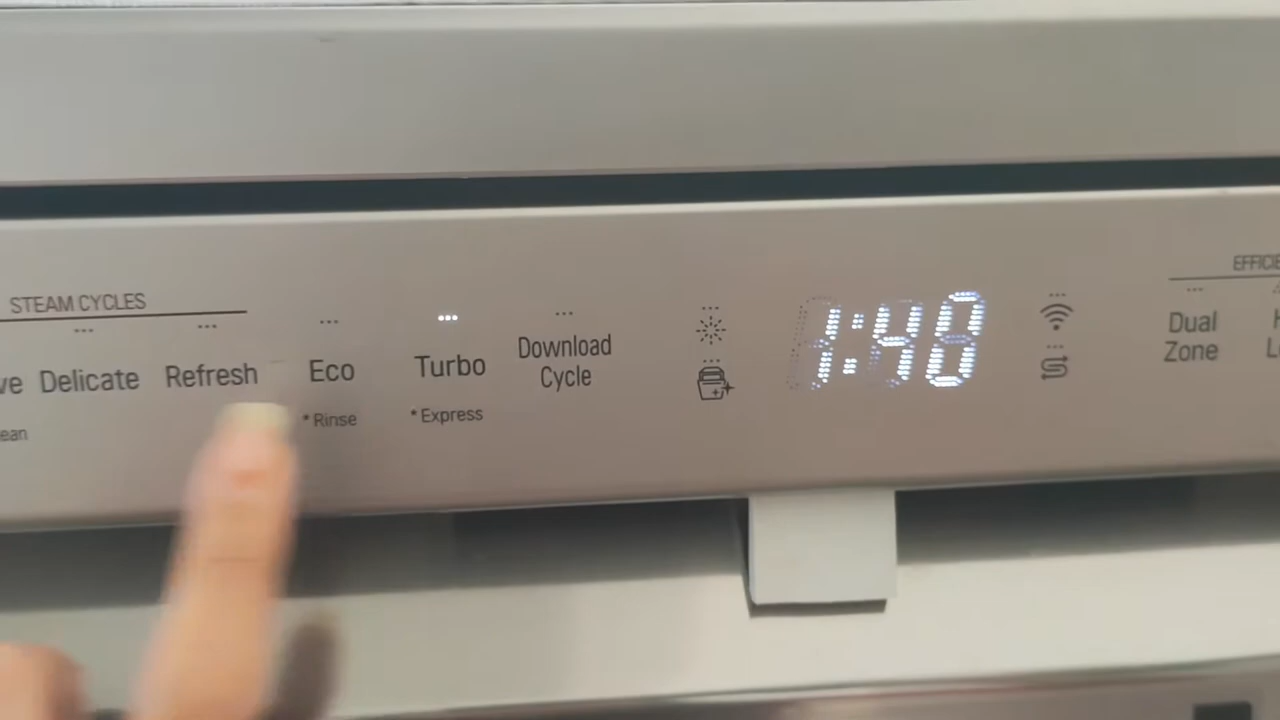 STEAM CYCLES
ve Delicate Refresh Eco Turbo Download Cycle
ean * Rinse * Express
1:48
EFFICIE
Dual
Zone